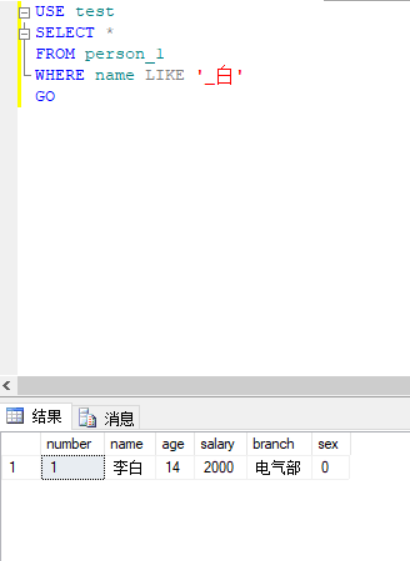 USE test
SELECT *
FROM person_1
WHERE name LIKE '_白'
GO
结果 消息
number name age salary branch sex
1 1 李白 14 2000 电气部 0